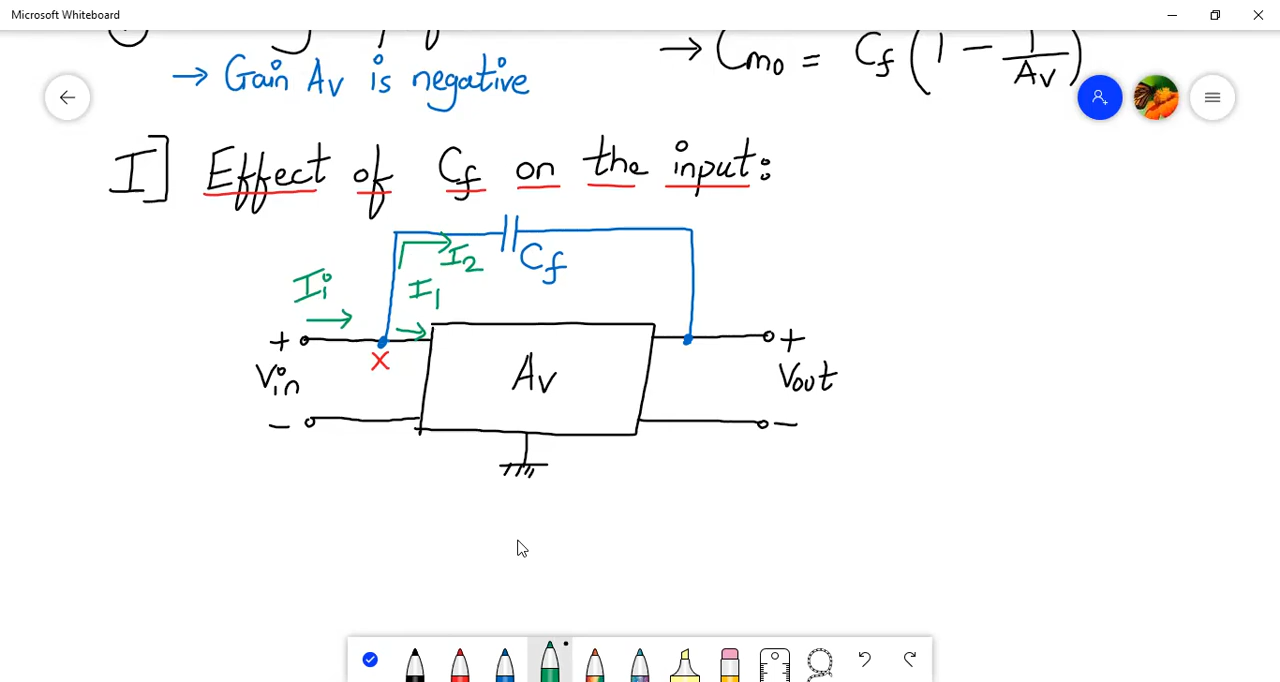 Microsoft Whiteboard
→ Gain Av is negative
→ Cmo = Cf (1 - 1/Av)
I] Effect of Cf on the input:
I2
Cf
Ii
I1
+
+
x
Vin
Av
Vout
-
-